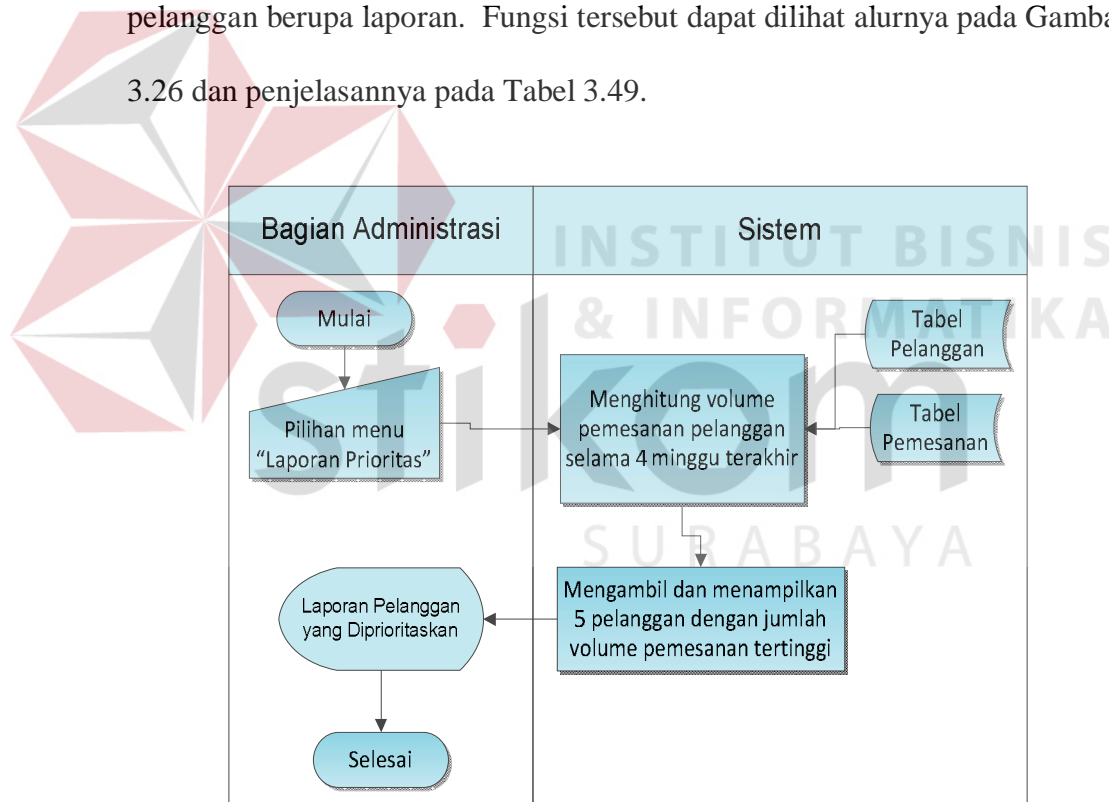 pelanggan berupa laporan. Fungsi tersebut dapat dilihat alurnya pada Gamba
3.26 dan penjelasannya pada Tabel 3.49.
Bagian Administrasi
Sistem
INSTITUT BISNIS
& INFORMATIKA
stikom
SURABAYA
Mulai
Pilihan menu
“Laporan Prioritas”
Menghitung volume
pemesanan pelanggan
selama 4 minggu terakhir
Tabel
Pelanggan
Tabel
Pemesanan
Mengambil dan menampilkan
5 pelanggan dengan jumlah
volume pemesanan tertinggi
Laporan Pelanggan
yang Diprioritaskan
Selesai